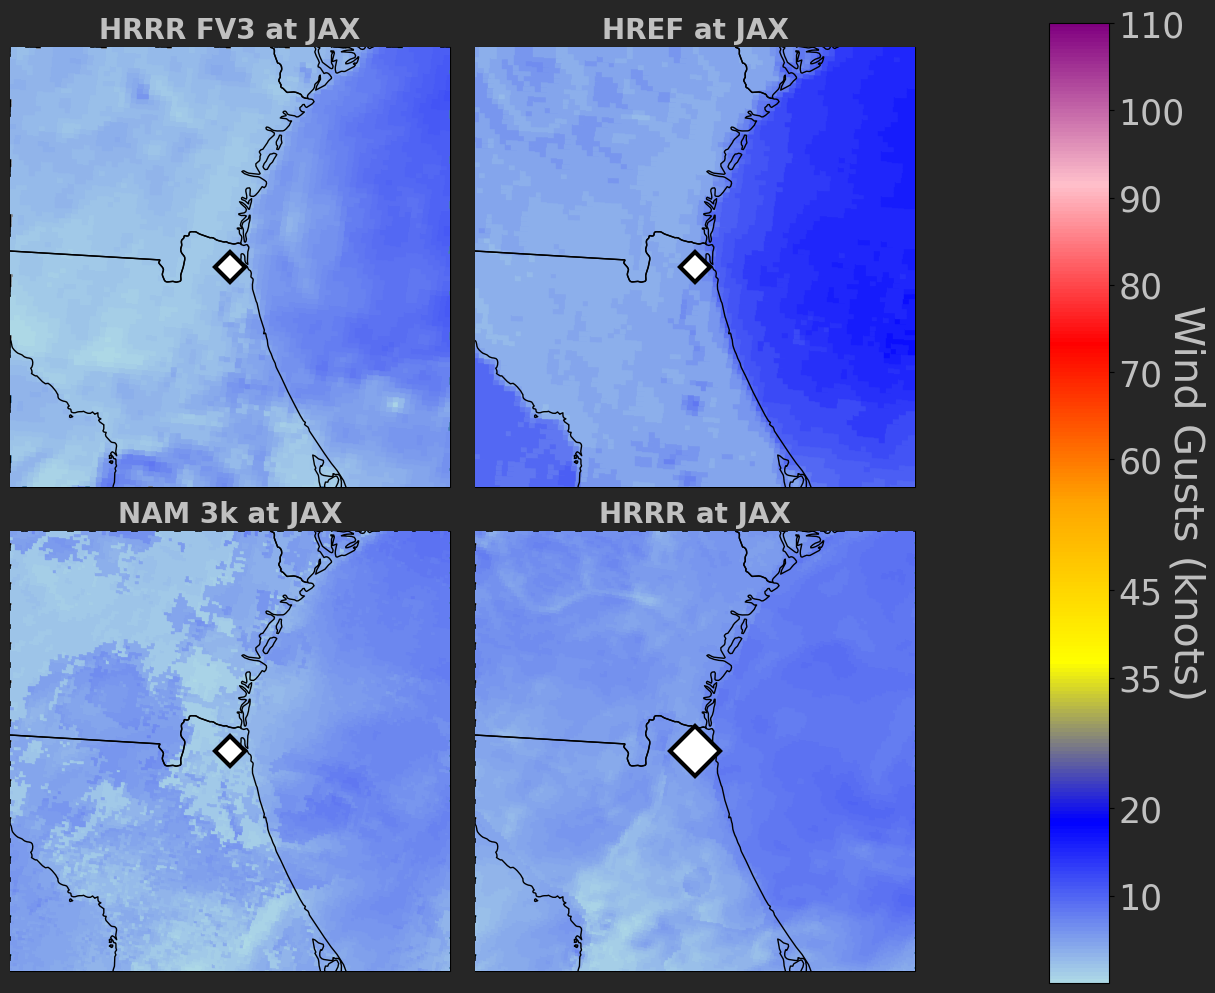 HRRR FV3 at JAX
HREF at JAX
NAM 3k at JAX
HRRR at JAX
110
100
90
80
70
60
45
35
20
10
Wind Gusts (knots)